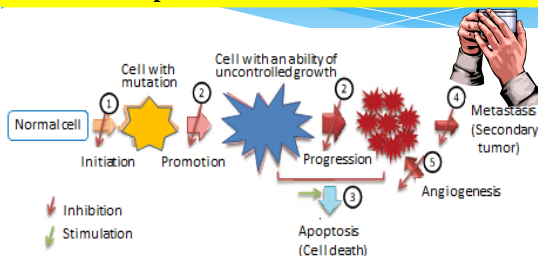 Cell with an ability of
uncontrolled growth
Cell with
mutation
1
2
2
4
Normal cell
Metastasis
(Secondary
tumor)
Initiation
Promotion
Progression
5
Angiogenesis
Inhibition
Stimulation
3
Apoptosis
(Cell death)